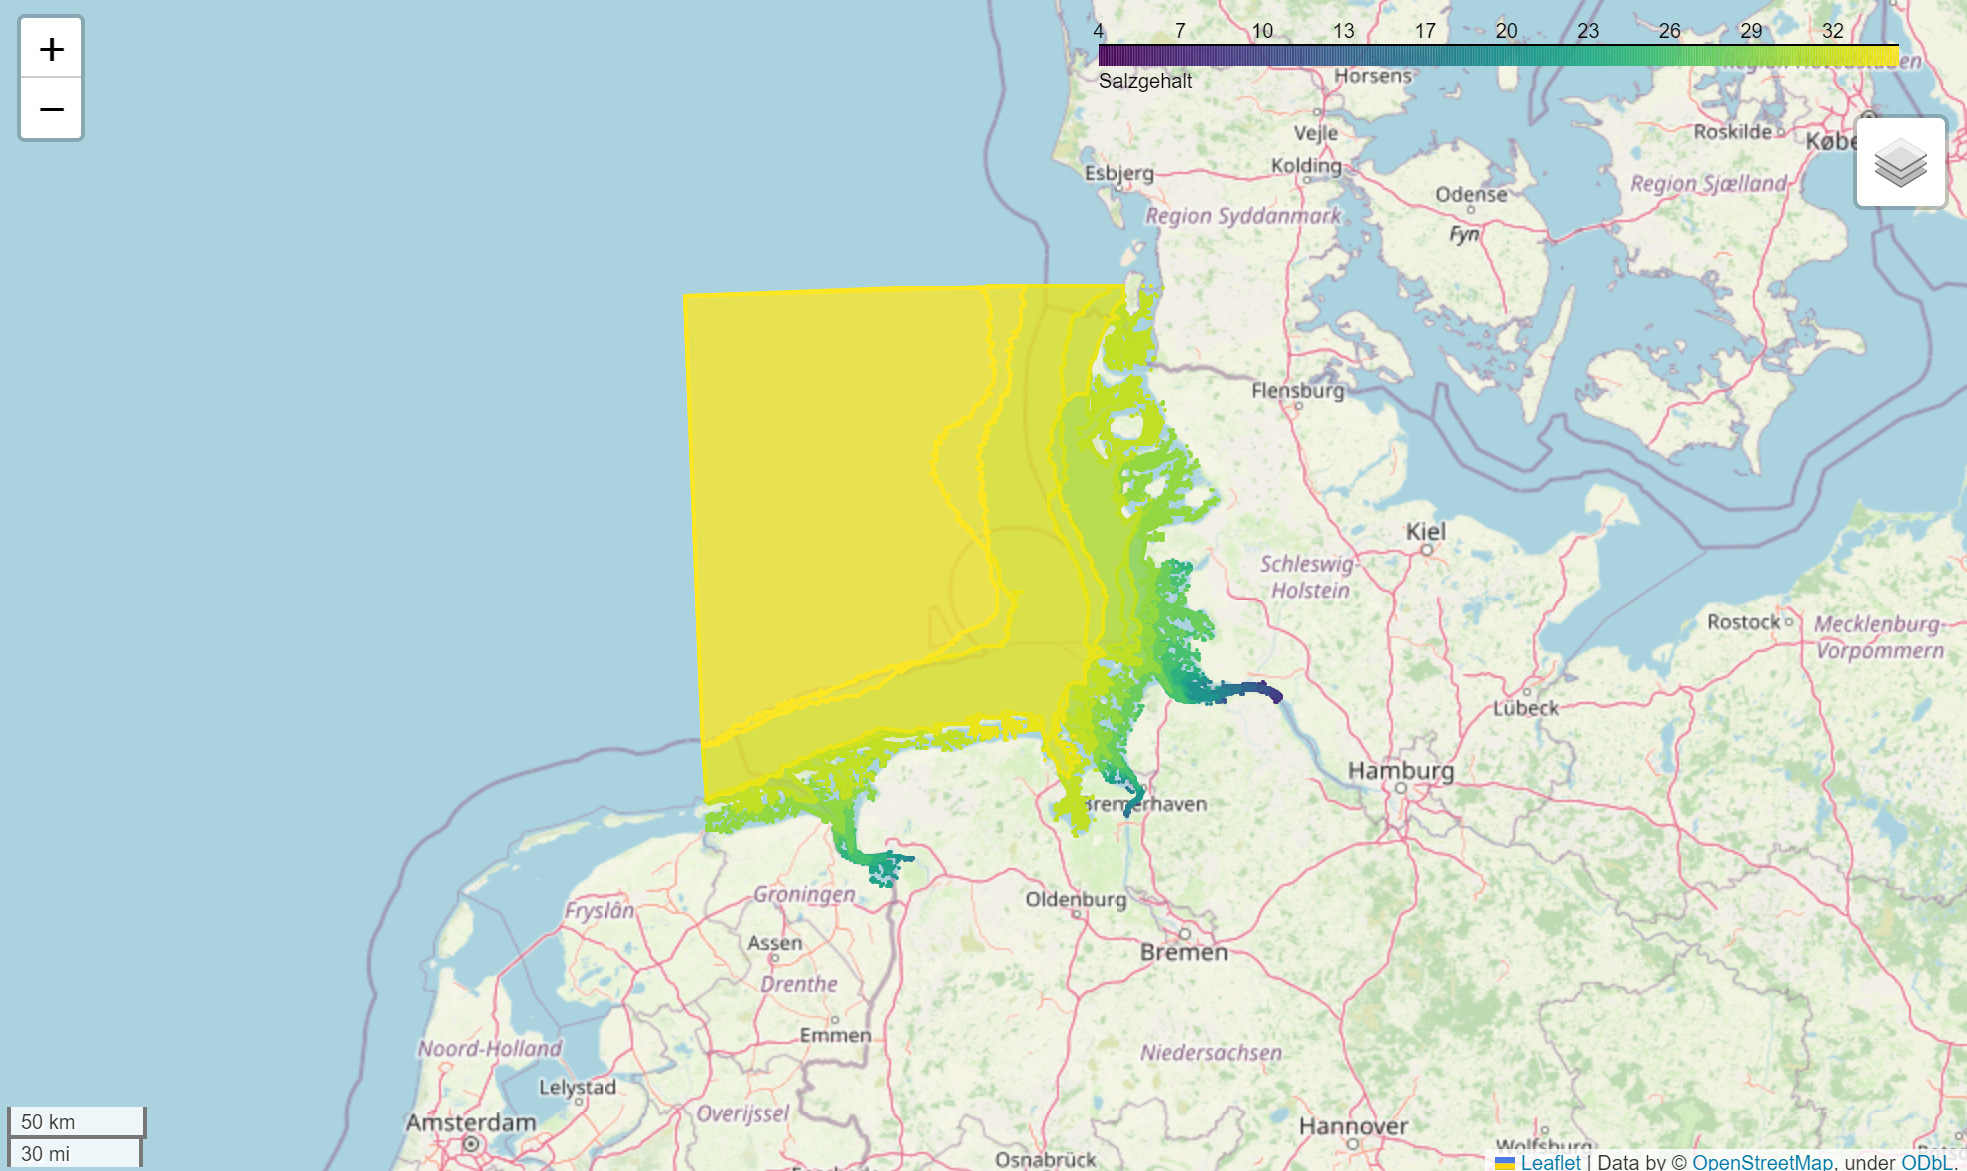 +
−
4 7 10 13 17 20 23 26 29 32
Salzgehalt
Region Hovedstaden
Horsens
Vejle
Roskilde
Købe
Kolding
Esbjerg
Odense
Region Sjælland
Region Syddanmark
Fyn
Flensburg
Kiel
Schleswig-
Holstein
Rostock
Mecklenburg-
Vorpommern
Lübeck
Hamburg
Bremerhaven
Groningen
Oldenburg
Fryslân
Assen
Bremen
Drenthe
Emmen
Noord-Holland
Niedersachsen
Lelystad
50 km
Overijssel
Amsterdam
Hannover
30 mi
Wolfsburg
Osnabrück
Leaflet | Data by © OpenStreetMap, under ODbL.